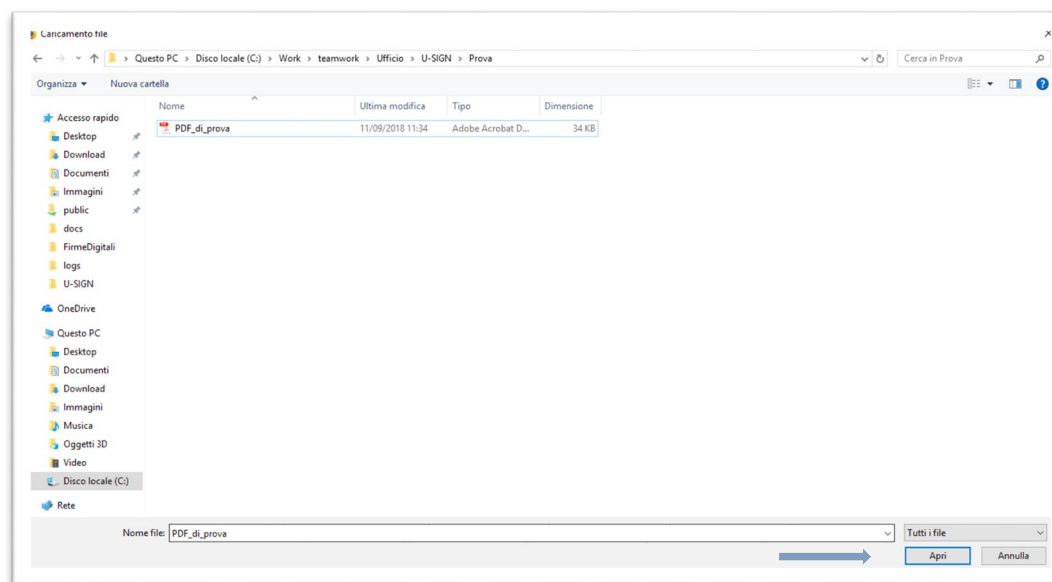 Caricamento file
Questo PC > Disco locale (C:) > Work > teamwork > Ufficio > U-SIGN > Prova
Cerca in Prova
Organizza
Nuova cartella
Nome
Ultima modifica
Tipo
Dimensione
PDF_di_prova
11/09/2018 11:34
Adobe Acrobat D...
34 KB
Accesso rapido
Desktop
Download
Documenti
Immagini
public
docs
FirmeDigitali
logs
U-SIGN
OneDrive
Questo PC
Desktop
Documenti
Download
Immagini
Musica
Oggetti 3D
Video
Disco locale (C:)
Rete
Nome file: PDF_di_prova
Tutti i file
Apri
Annulla